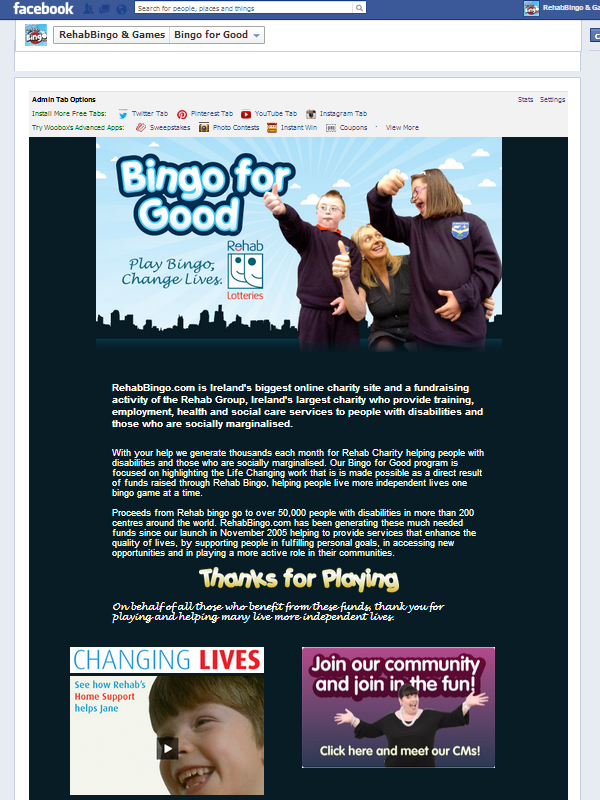 facebook
Search for people, places and things
RehabBingo & Ga
RehabBingo & Games
Bingo for Good
Admin Tab Options
Stats Settings
Install More Free Tabs: Twitter Tab Pinterest Tab YouTube Tab Instagram Tab
Try Woobox's Advanced Apps: Sweepstakes Photo Contests Instant Win Coupons · View More
Bingo for
Good
Play Bingo,
Change Lives.
Rehab
Lotteries
RehabBingo.com is Ireland's biggest online charity site and a fundraising
activity of the Rehab Group, Ireland's largest charity who provide training,
employment, health and social care services to people with disabilities and
those who are socially marginalised.
With your help we generate thousands each month for Rehab Charity helping people with
disabilities and those who are socially marginalised. Our Bingo for Good program is
focused on highlighting the Life Changing work that is is made possible as a direct result
of funds raised through Rehab Bingo, helping people live more independent lives one
bingo game at a time.
Proceeds from Rehab bingo go to over 50,000 people with disabilities in more than 200
centres around the world. RehabBingo.com has been generating these much needed
funds since our launch in November 2005 helping to provide services that enhance the
quality of lives, by supporting people in fulfilling personal goals, in accessing new
opportunities and in playing a more active role in their communities.
Thanks for Playing
On behalf of all those who benefit from these funds, thank you for
playing and helping many live more independent lives.
CHANGING LIVES
See how Rehab's
Home Support
helps Jane
Join our community
and join in the fun!
Click here and meet our CMs!